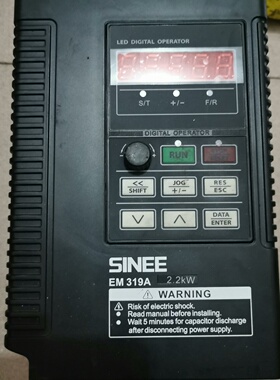 LED DIGITAL OPERATOR
S/T +/− F/R
DIGITAL OPERATOR
RUN
<< SHIFT
JOG +/−
RES ESC
DATA ENTER
SINEE
EM 319A 2.2kW
WARNING
Risk of electric shock.
Read manual before installing.
Wait 5 minutes for capacitor discharge
after disconnecting power supply.